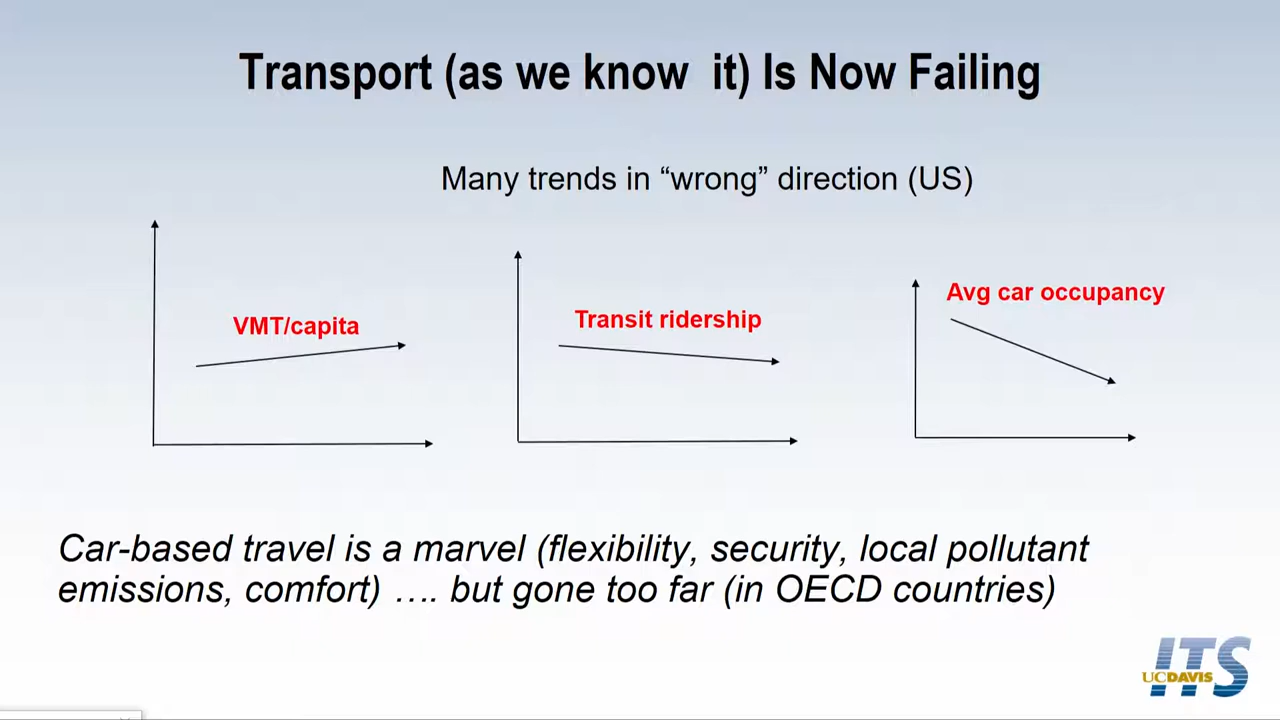 Transport (as we know it) Is Now Failing
Many trends in “wrong” direction (US)
VMT/capita
Transit ridership
Avg car occupancy
Car-based travel is a marvel (flexibility, security, local pollutant
emissions, comfort) …. but gone too far (in OECD countries)
ITS
UCDAVIS